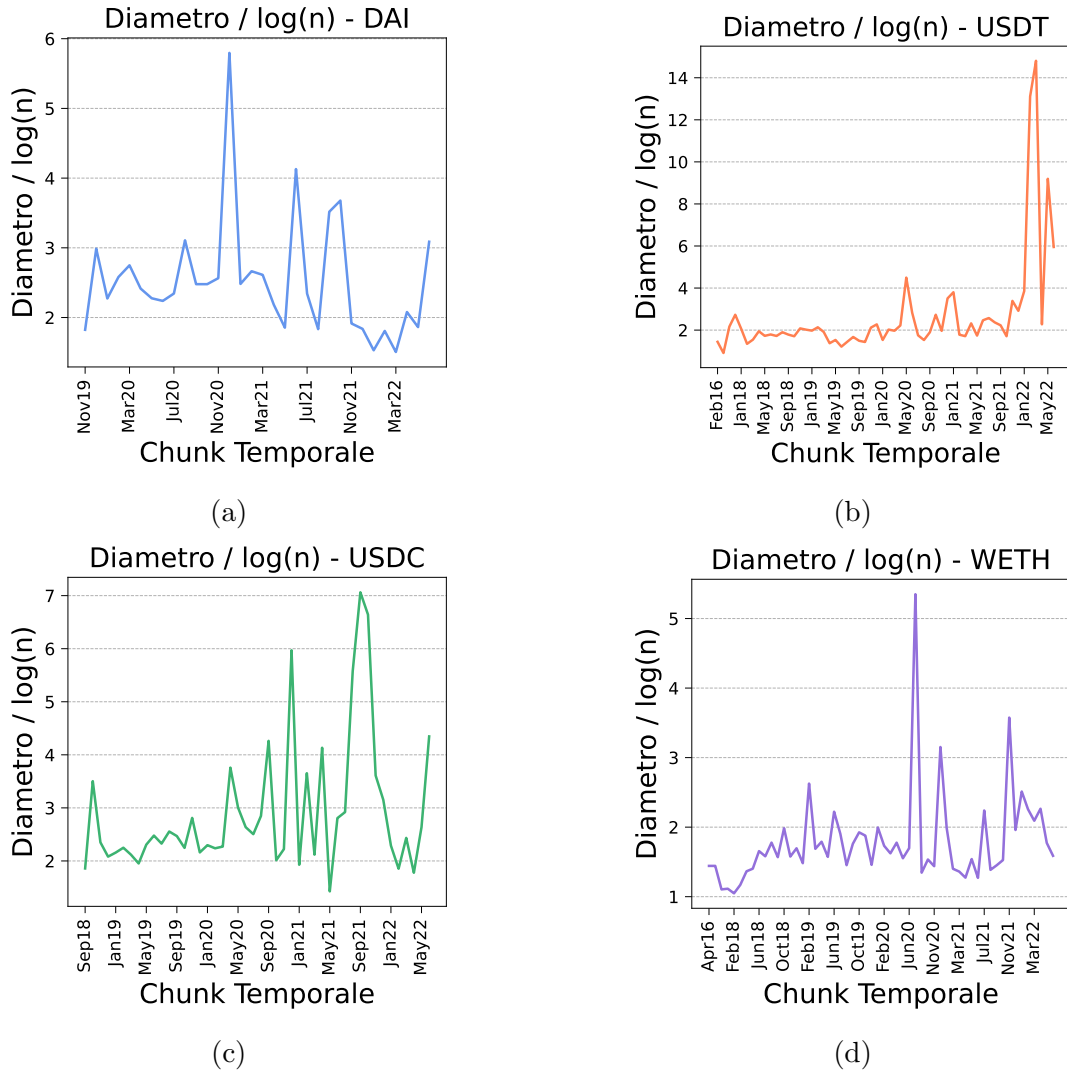 Diametro / log(n) - DAI
Diametro / log(n)
6
5
4
3
2
Nov19
Mar20
Jul20
Nov20
Mar21
Jul21
Nov21
Mar22
Chunk Temporale
(a)
Diametro / log(n) - USDT
Diametro / log(n)
14
12
10
8
6
4
2
Feb16
Jan18
May18
Sep18
Jan19
May19
Sep19
Jan20
May20
Sep20
Jan21
May21
Sep21
Jan22
May22
Chunk Temporale
(b)
Diametro / log(n) - USDC
Diametro / log(n)
7
6
5
4
3
2
Sep18
Jan19
May19
Sep19
Jan20
May20
Sep20
Jan21
May21
Sep21
Jan22
May22
Chunk Temporale
(c)
Diametro / log(n) - WETH
Diametro / log(n)
5
4
3
2
1
Apr16
Feb18
Jun18
Oct18
Feb19
Jun19
Oct19
Feb20
Jun20
Nov20
Mar21
Jul21
Nov21
Mar22
Chunk Temporale
(d)